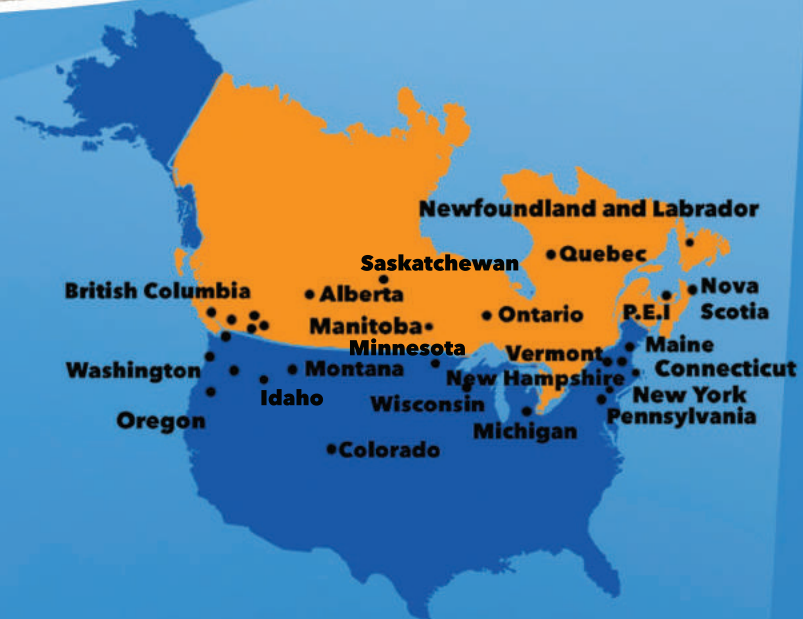 Newfoundland and Labrador
Quebec
Saskatchewan
British Columbia
Alberta
Nova
Scotia
P.E.I
Ontario
Manitoba
Minnesota
Vermont
Maine
Washington
Montana
Connecticut
New Hampshire
Idaho
Wisconsin
New York
Pennsylvania
Oregon
Michigan
Colorado